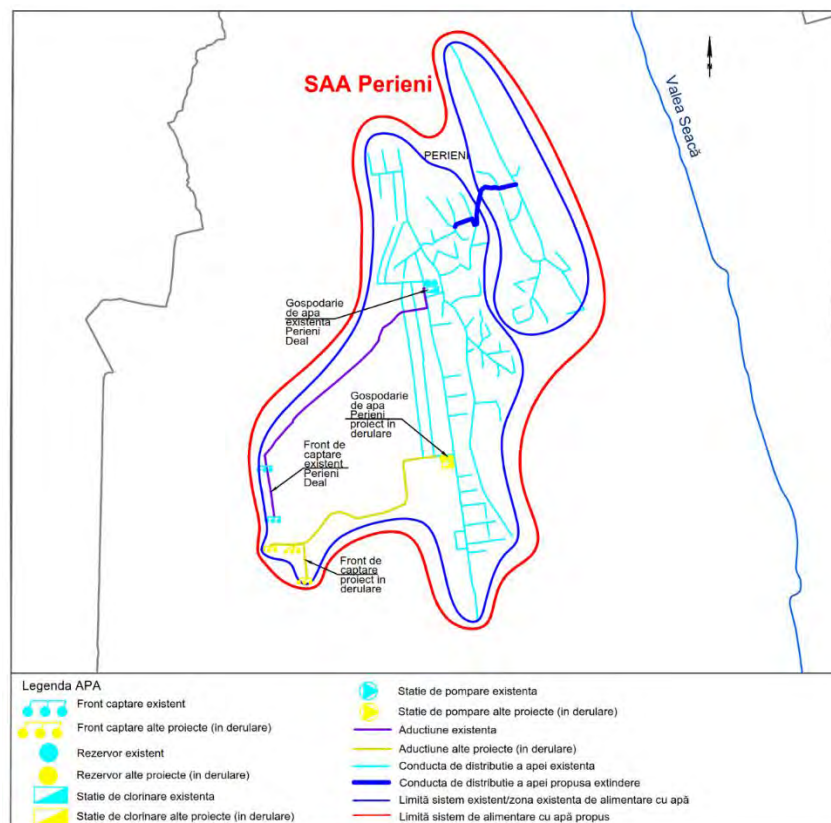 SAA Perieni
Valea Seacă
N
PERIENI
Gospodarie
de apa
existenta
Perieni
Deal
Gospodarie
de apa
Perieni
proiect in
derulare
Front de
captare
existent
Perieni
Deal
Front de
captare
proiect in
derulare
Legenda APA
Front captare existent
Front captare alte proiecte (in derulare)
Rezervor existent
Rezervor alte proiecte (in derulare)
Statie de clorinare existenta
Statie de clorinare alte proiecte (in derulare)
Statie de pompare existenta
Statie de pompare alte proiecte (in derulare)
Aductiune existenta
Aductiune alte proiecte (in derulare)
Conducta de distributie a apei existenta
Conducta de distributie a apei propusa extindere
Limită sistem existent/zona existenta de alimentare cu apă
Limită sistem de alimentare cu apă propus